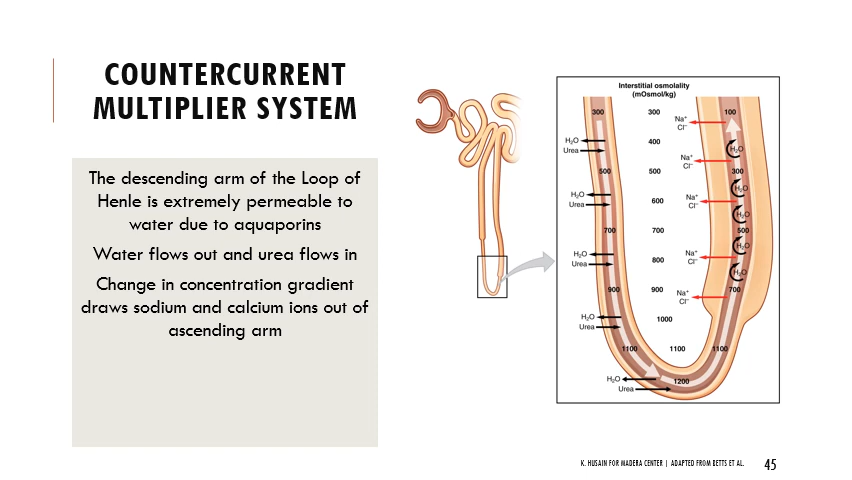 COUNTERCURRENT
MULTIPLIER SYSTEM
The descending arm of the Loop of
Henle is extremely permeable to
water due to aquaporins
Water flows out and urea flows in
Change in concentration gradient
draws sodium and calcium ions out of
ascending arm
Interstitial osmolality
(mOsmol/kg)
300 300 100
Na⁺
Cl⁻
H₂O 400 H₂O
Urea
Na⁺
Cl⁻
500 500 300
H₂O 600 Na⁺ H₂O
Urea Cl⁻
H₂O
700 700 500
H₂O 800 Na⁺ H₂O
Urea Cl⁻
H₂O
900 900 Na⁺ 700
Cl⁻
H₂O 1000
Urea
1100 1100 1100
H₂O 1200
Urea
K. HUSAIN FOR MADERA CENTER | ADAPTED FROM BETTS ET AL. 45